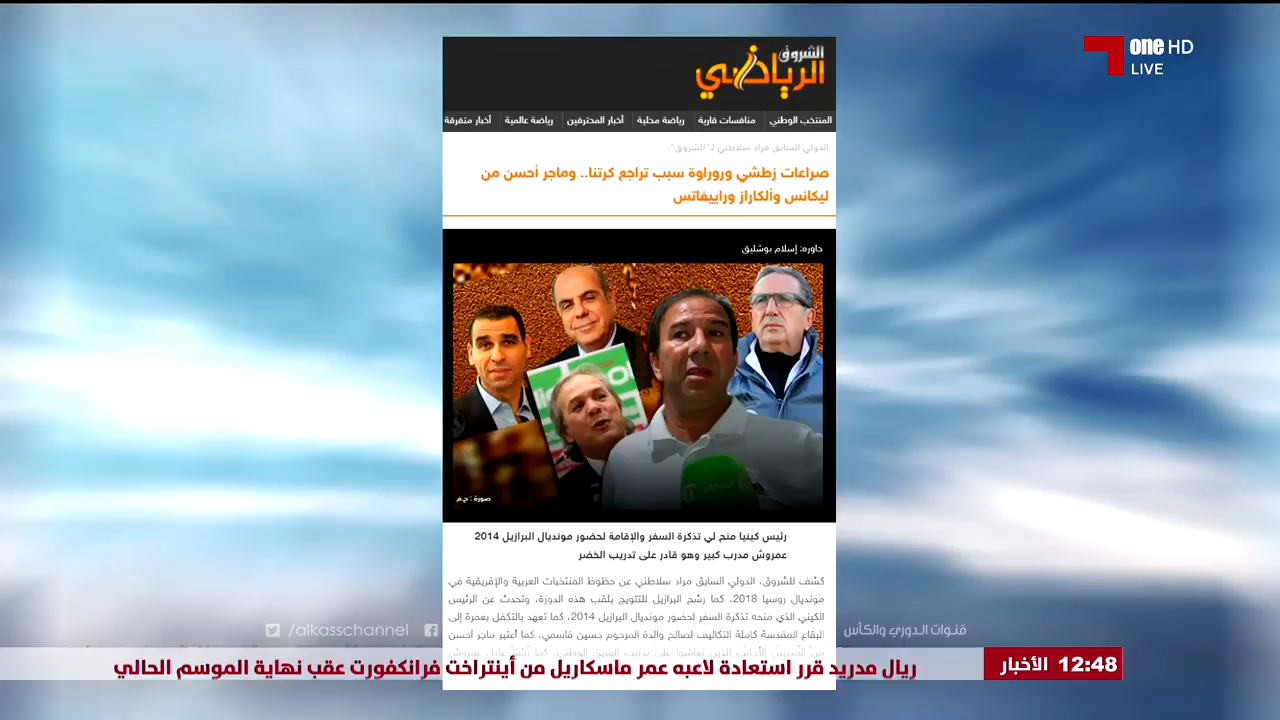 one HD
LIVE
الشروق
الرياضي
المنتخب الوطني
منافسات قارية
رياضة محلية
أخبار المحترفين
رياضة عالمية
أخبار متفرقة
الدولي السابق مراد سلاطني لـ"الشروق":
صراعات زطشي وروراوة سبب تراجع كرتنا.. وماجر أحسن من
ليكانس وألكاراز وراييفاتس
حاوره: إسلام بوشليق
صورة : ح.م
رئيس كينيا منح لي تذكرة السفر والإقامة لحضور مونديال البرازيل 2014
عمروش مدرب كبير وهو قادر على تدريب الخضر
كشف للشروق، الدولي السابق مراد سلاطني عن حظوظ المنتخبات العربية والإفريقية في
مونديال روسيا 2018، كما رشح البرازيل للتتويج بلقب هذه الدورة، وتحدث عن الرئيس
الكيني الذي منحه تذكرة السفر لحضور مونديال البرازيل 2014، كما تعهد بالتكفل بعمرة إلى
البقاع المقدسة كاملة التكاليف لصالح والدة المرحوم حسين قاسمي، كما أعتبر ماجر أحسن
/alkasschannel
قنوات الدوري والكأس
12:48
الأخبار
ريال مدريد قرر استعادة لاعبه عمر ماسكاريل من أينتراخت فرانكفورت عقب نهاية الموسم الحالي